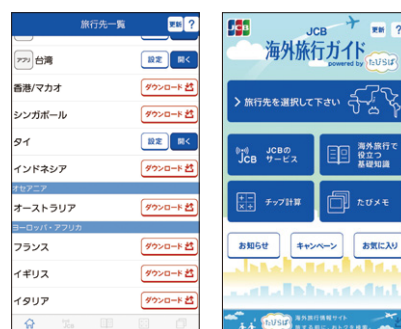 旅行先一覧
更新
?
アプリ 台湾
設定
開く
香港/マカオ
ダウンロード
シンガポール
ダウンロード
タイ
設定
開く
インドネシア
ダウンロード
オセアニア
オーストラリア
ダウンロード
ヨーロッパ・アフリカ
フランス
ダウンロード
イギリス
ダウンロード
イタリア
ダウンロード
JCB
更新
?
JCB
海外旅行ガイド
powered by たびらば
> 旅行先を選択して下さい
JCB
JCBの
サービス
海外旅行で
役立つ
基礎知識
チップ計算
たびメモ
お知らせ
キャンペーン
お気に入り
たびらば
海外旅行情報サイト